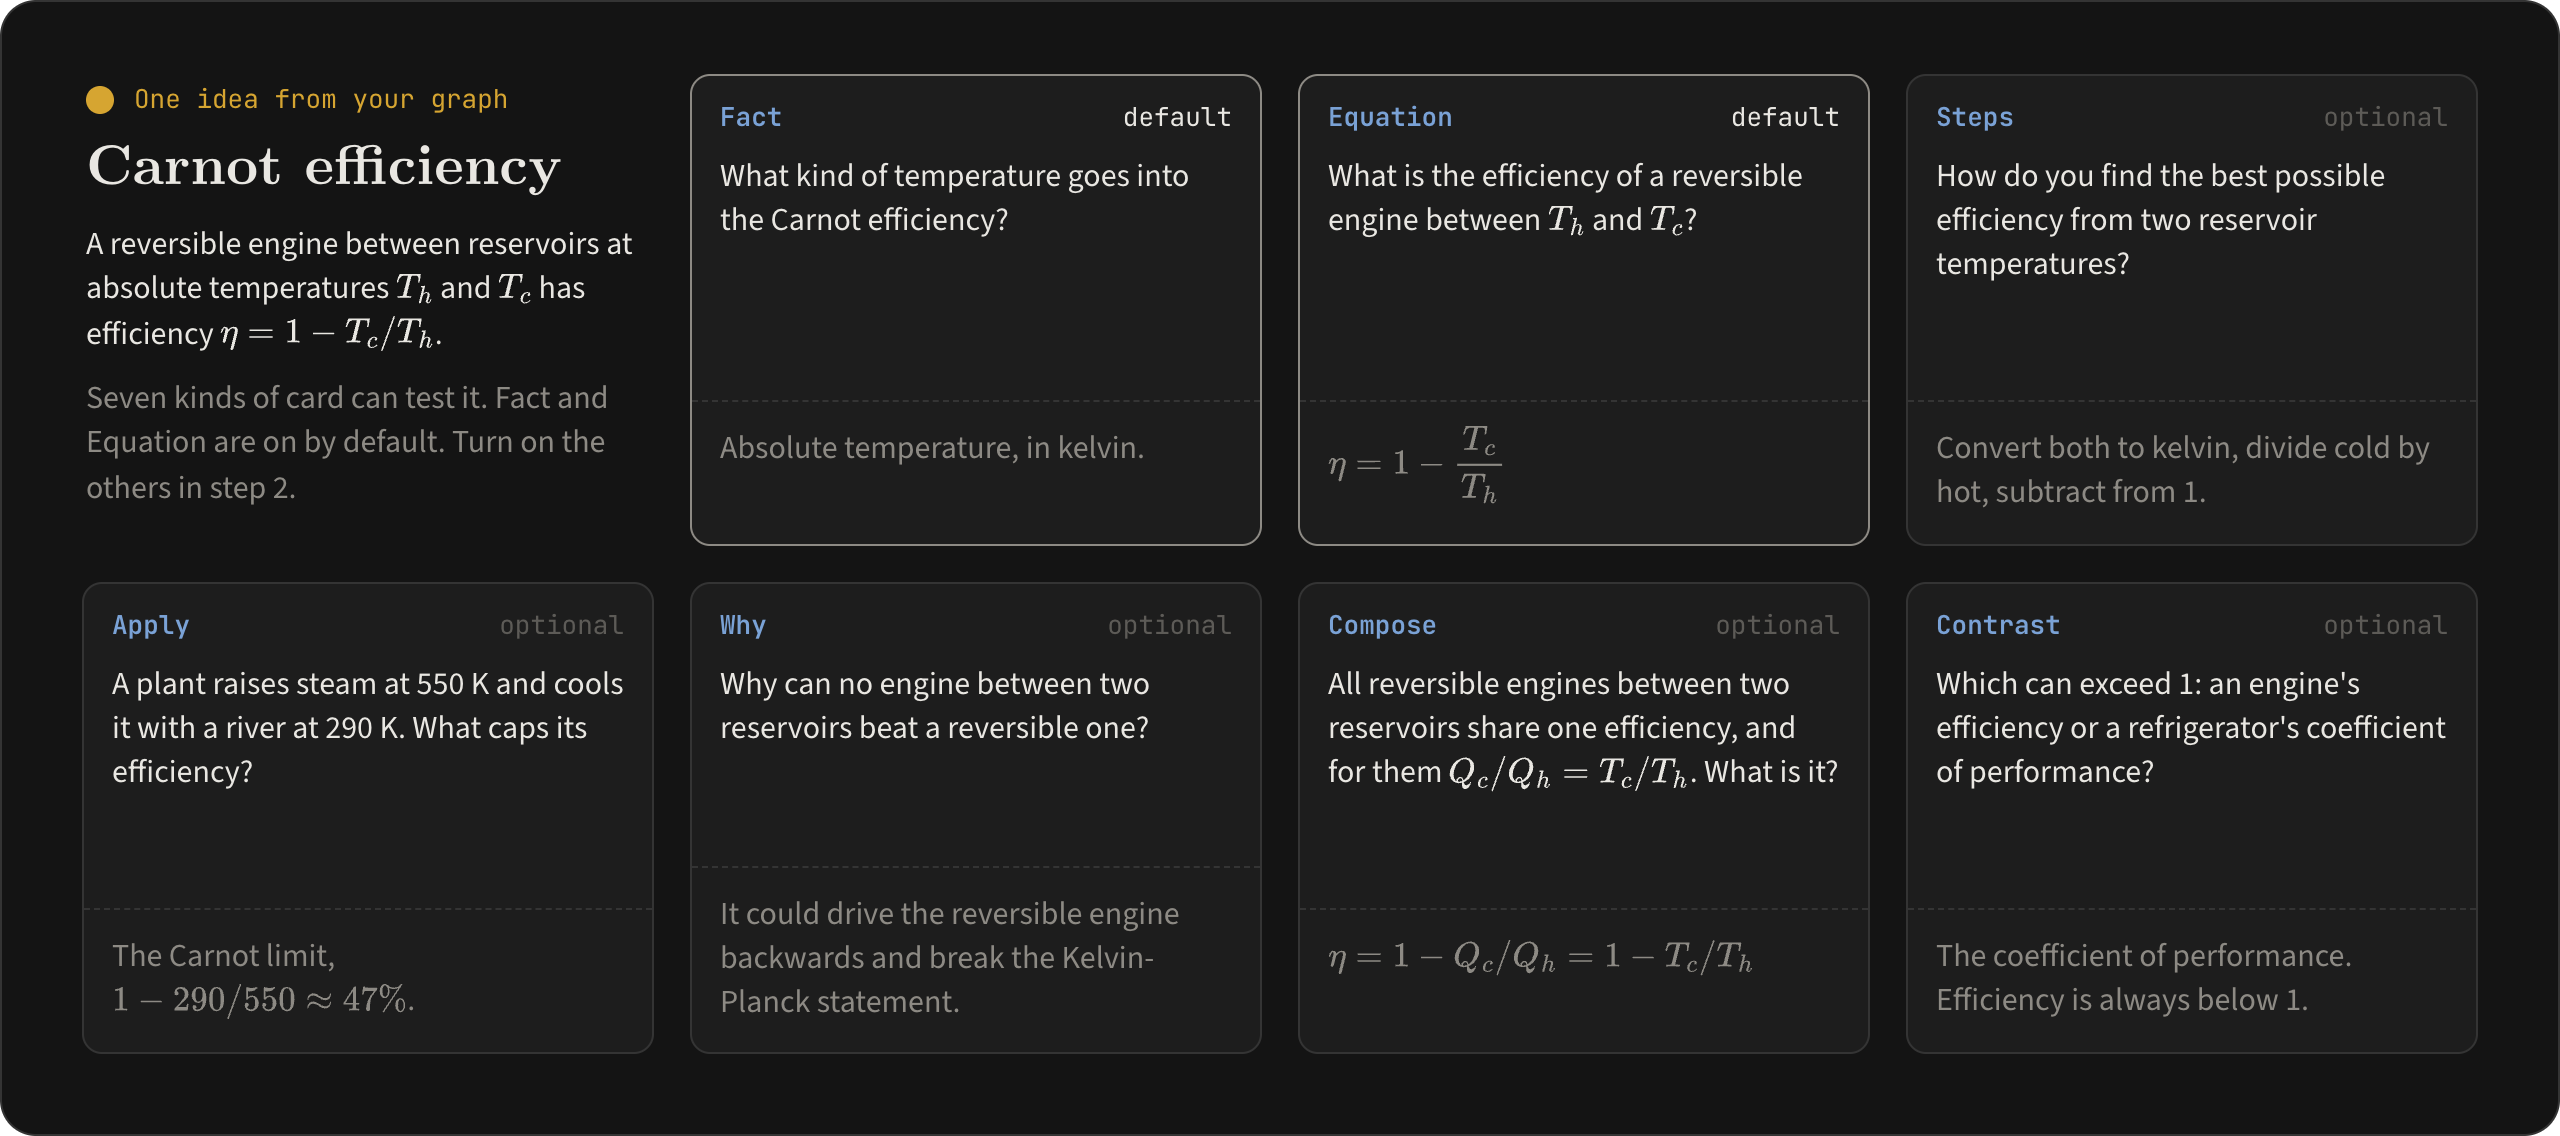 One idea from your graph
Carnot efficiency
A reversible engine between reservoirs at
absolute temperatures T_h and T_c has
efficiency η = 1 − T_c/T_h.
Seven kinds of card can test it. Fact and
Equation are on by default. Turn on the
others in step 2.
Fact default
What kind of temperature goes into
the Carnot efficiency?
Absolute temperature, in kelvin.
Equation default
What is the efficiency of a reversible
engine between T_h and T_c?
η = 1 − T_c/T_h
Steps optional
How do you find the best possible
efficiency from two reservoir
temperatures?
Convert both to kelvin, divide cold by
hot, subtract from 1.
Apply optional
A plant raises steam at 550 K and cools
it with a river at 290 K. What caps its
efficiency?
The Carnot limit,
1 − 290/550 ≈ 47%.
Why optional
Why can no engine between two
reservoirs beat a reversible one?
It could drive the reversible engine
backwards and break the Kelvin-
Planck statement.
Compose optional
All reversible engines between two
reservoirs share one efficiency, and
for them Q_c/Q_h = T_c/T_h. What is it?
η = 1 − Q_c/Q_h = 1 − T_c/T_h
Contrast optional
Which can exceed 1: an engine's
efficiency or a refrigerator's coefficient
of performance?
The coefficient of performance.
Efficiency is always below 1.